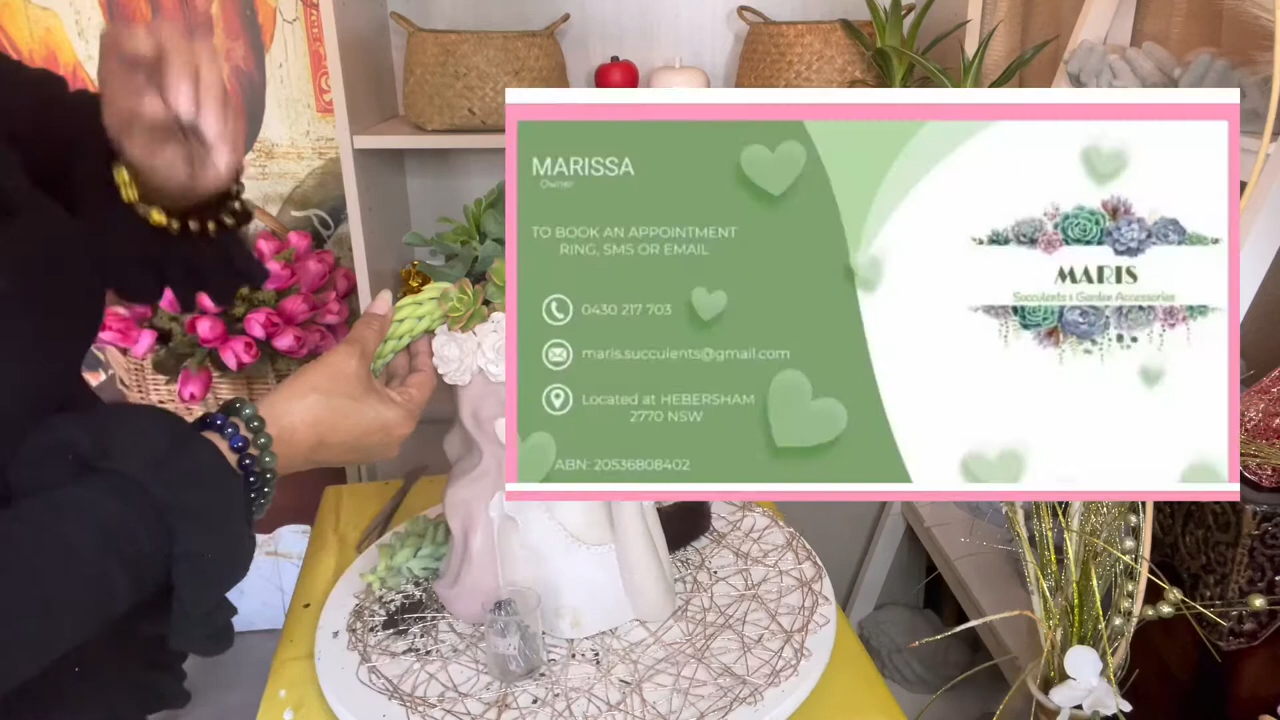 MARISSA
Owner
TO BOOK AN APPOINTMENT
RING, SMS OR EMAIL
0430 217 703
maris.succulents@gmail.com
Located at HEBERSHAM
2770 NSW
ABN: 20536808402
MARIS
Succulents & Garden Accessories